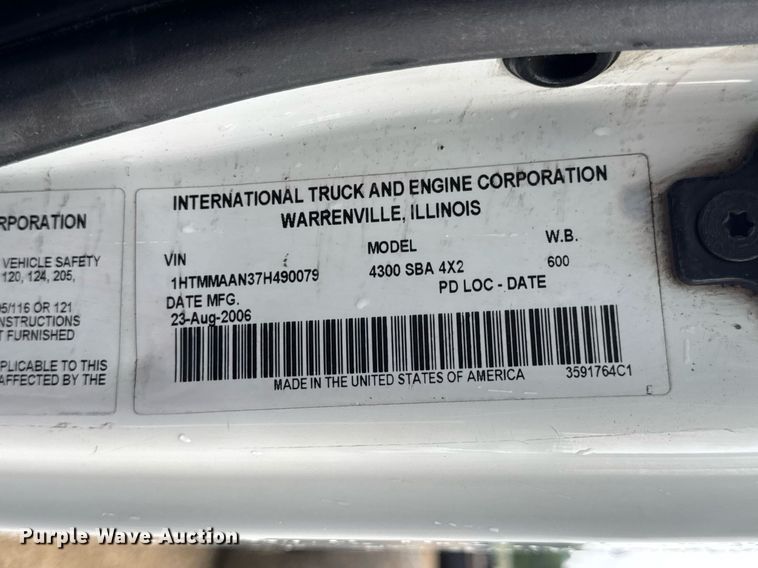 RPORATION
VEHICLE SAFETY
120, 124, 205,
05/116 OR 121
NSTRUCTIONS
T FURNISHED
PLICABLE TO THIS
AFFECTED BY THE
INTERNATIONAL TRUCK AND ENGINE CORPORATION
WARRENVILLE, ILLINOIS
VIN MODEL W.B.
1HTMMAAN37H490079 4300 SBA 4X2 600
DATE MFG. PD LOC - DATE
23-Aug-2006
MADE IN THE UNITED STATES OF AMERICA 3591764C1
E
Purple Wave Auction